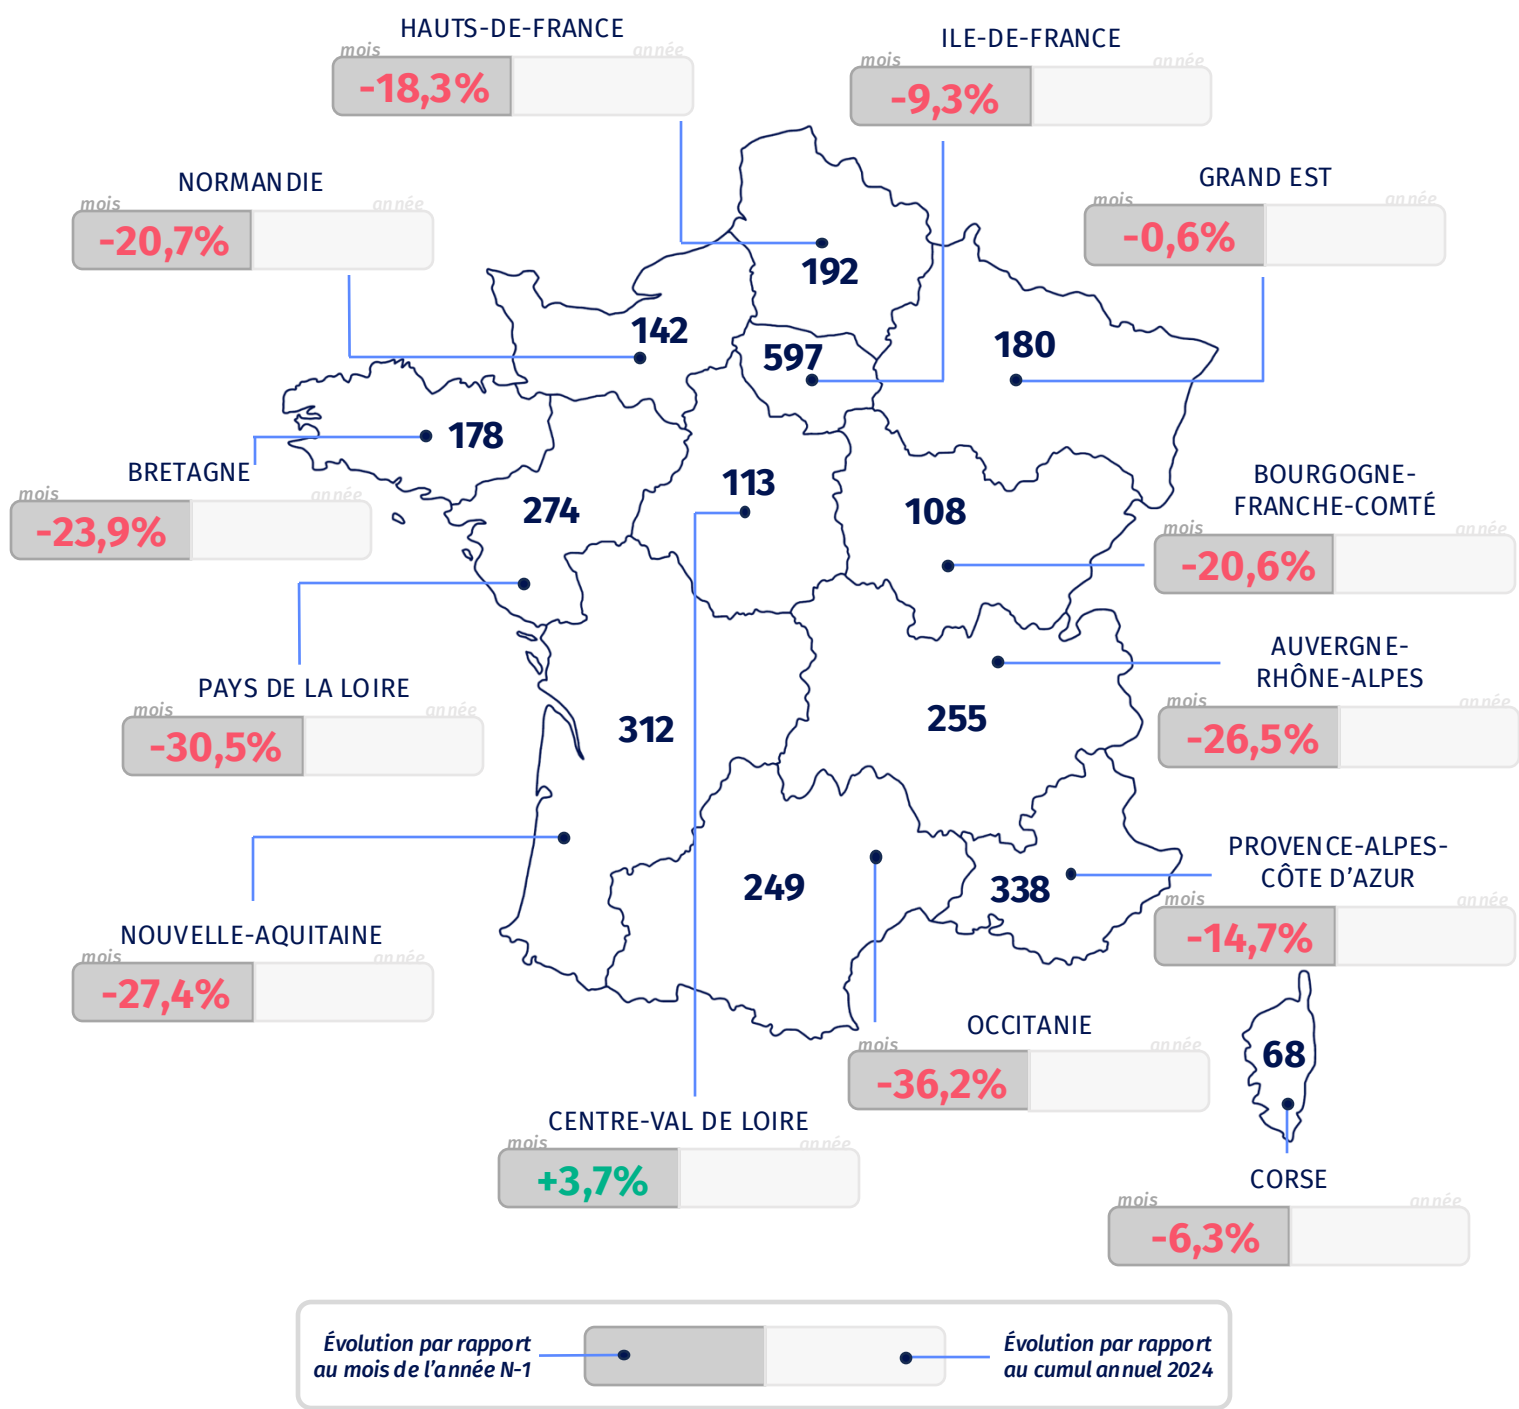 HAUTS-DE-FRANCE
mois année
-18,3%
ILE-DE-FRANCE
mois année
-9,3%
NORMANDIE
mois année
-20,7%
GRAND EST
mois année
-0,6%
192
142
597
180
178
BRETAGNE
mois année
-23,9%
274
113
108
BOURGOGNE-
FRANCHE-COMTÉ
mois année
-20,6%
AUVERGNE-
RHÔNE-ALPES
mois année
-26,5%
PAYS DE LA LOIRE
mois année
-30,5%
312
255
PROVENCE-ALPES-
CÔTE D’AZUR
mois année
-14,7%
249
338
NOUVELLE-AQUITAINE
mois année
-27,4%
OCCITANIE
mois année
-36,2%
68
CENTRE-VAL DE LOIRE
mois année
+3,7%
CORSE
mois année
-6,3%
Évolution par rapport
au mois de l’année N-1
Évolution par rapport
au cumul annuel 2024